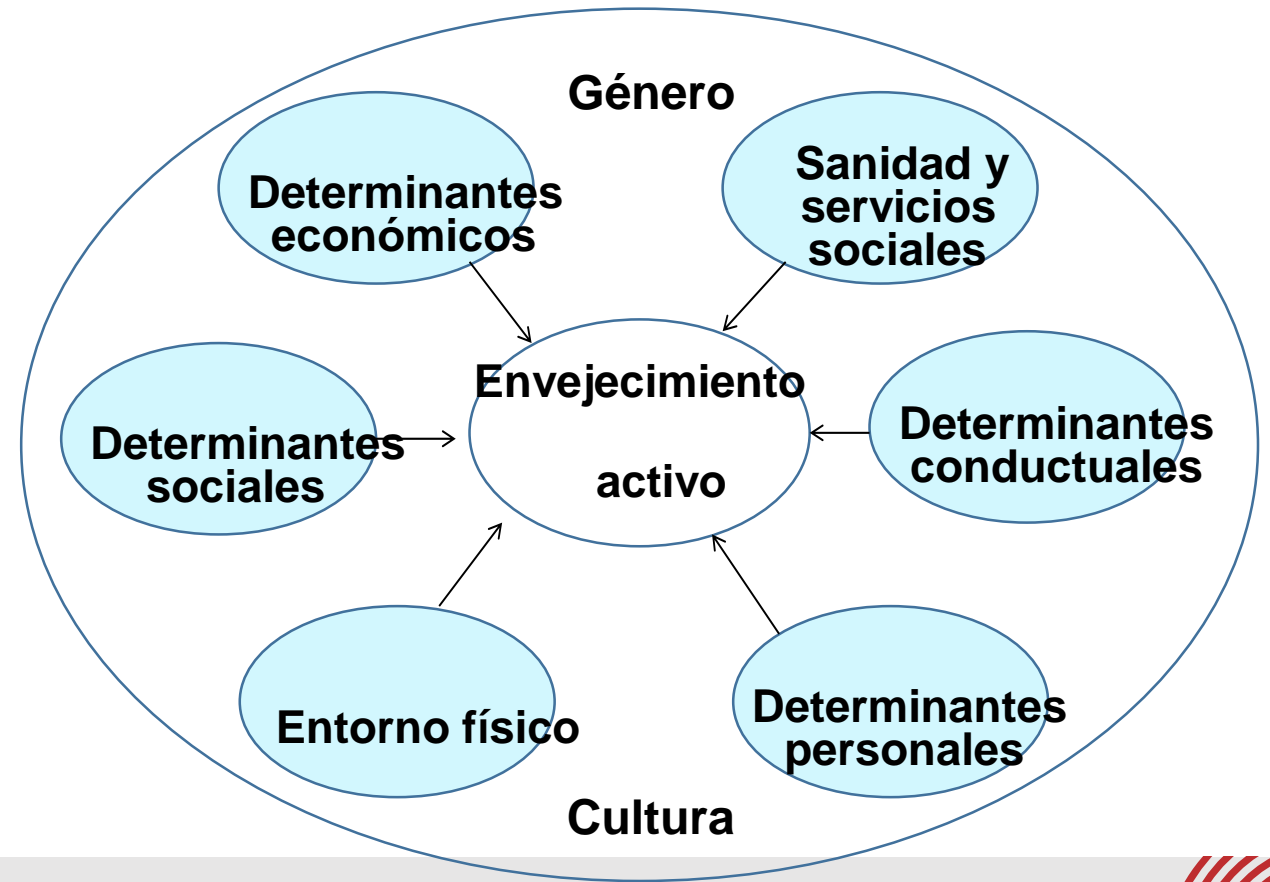 Género
Determinantes
económicos
Sanidad y
servicios
sociales
Envejecimiento
activo
Determinantes
sociales
Determinantes
conductuales
Entorno físico
Determinantes
personales
Cultura